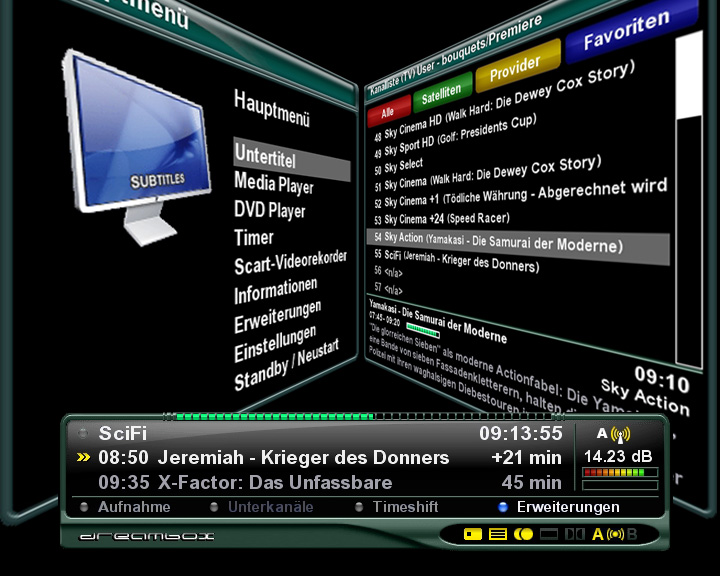 tmenü
Hauptmenü
SUBTITLES
Untertitel
Media Player
DVD Player
Timer
Scart-Videorekorder
Informationen
Erweiterungen
Einstellungen
Standby / Neustart
Kanalliste (TV) User - bouquets/Premiere
Alle
Satelliten
Provider
Favoriten
48 Sky Cinema HD (Walk Hard: Die Dewey Cox Story)
49 Sky Sport HD (Golf: Presidents Cup)
50 Sky Select
51 Sky Cinema (Walk Hard: Die Dewey Cox Story)
52 Sky Cinema +1 (Tödliche Währung - Abgerechnet wird
53 Sky Cinema +24 (Speed Racer)
54 Sky Action (Yamakasi - Die Samurai der Moderne)
55 SciFi (Jeremiah - Krieger des Donners)
56 <n/a>
57 <n/a>
Yamakasi - Die Samurai der Moderne
07:45 - 09:20
09:10
Sky Action
"Die glorreichen Sieben" als moderne Actionfabel: Die Yamak
eine Bande von sieben Fassadenkletterern, halten die
Polizei mit ihren waghalsigen Diebestouren in
SciFi
09:13:55
A
08:50 Jeremiah - Krieger des Donners +21 min
14.23 dB
09:35 X-Factor: Das Unfassbare 45 min
Aufnahme
Unterkanäle
Timeshift
Erweiterungen
dreambox
A
B